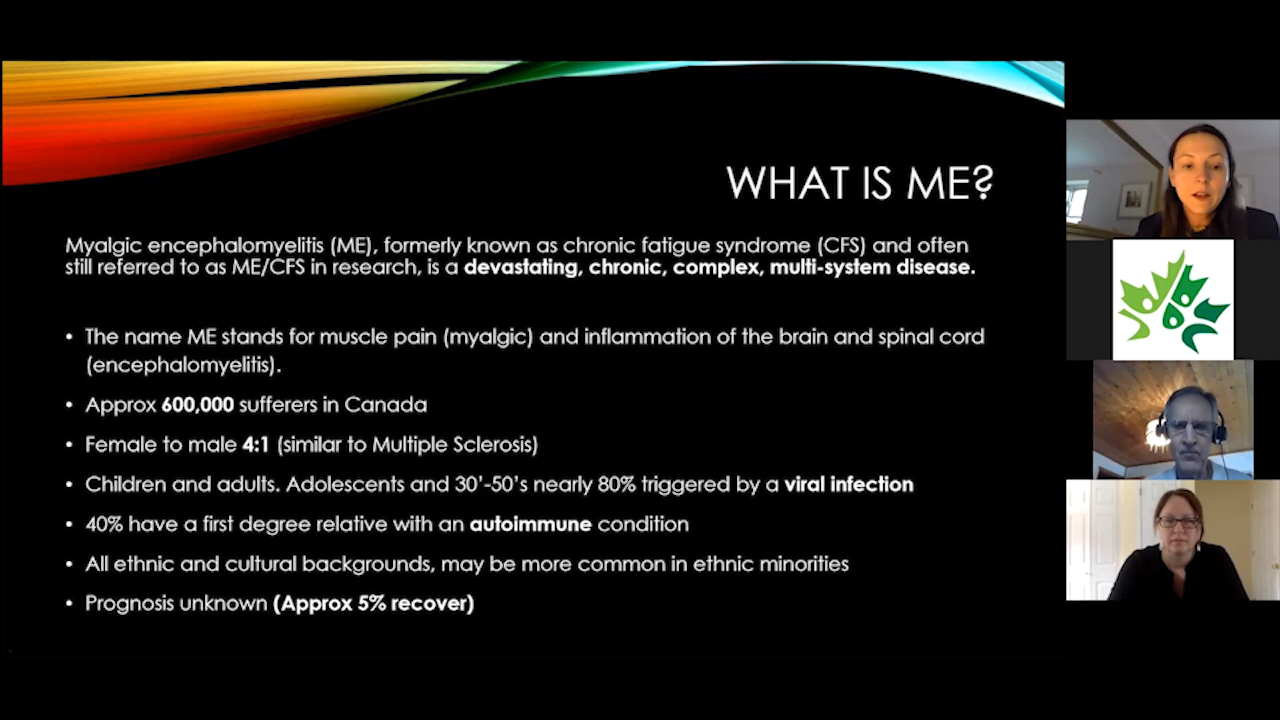 WHAT IS ME?
Myalgic encephalomyelitis (ME), formerly known as chronic fatigue syndrome (CFS) and often
still referred to as ME/CFS in research, is a devastating, chronic, complex, multi-system disease.
• The name ME stands for muscle pain (myalgic) and inflammation of the brain and spinal cord
(encephalomyelitis).
• Approx 600,000 sufferers in Canada
• Female to male 4:1 (similar to Multiple Sclerosis)
• Children and adults. Adolescents and 30'-50's nearly 80% triggered by a viral infection
• 40% have a first degree relative with an autoimmune condition
• All ethnic and cultural backgrounds, may be more common in ethnic minorities
• Prognosis unknown (Approx 5% recover)